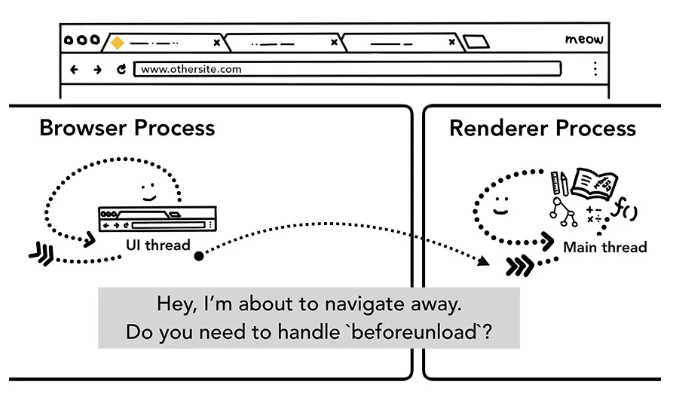 meow
www.othersite.com
Browser Process
Renderer Process
UI thread
f()
Main thread
Hey, I'm about to navigate away.
Do you need to handle `beforeunload`?